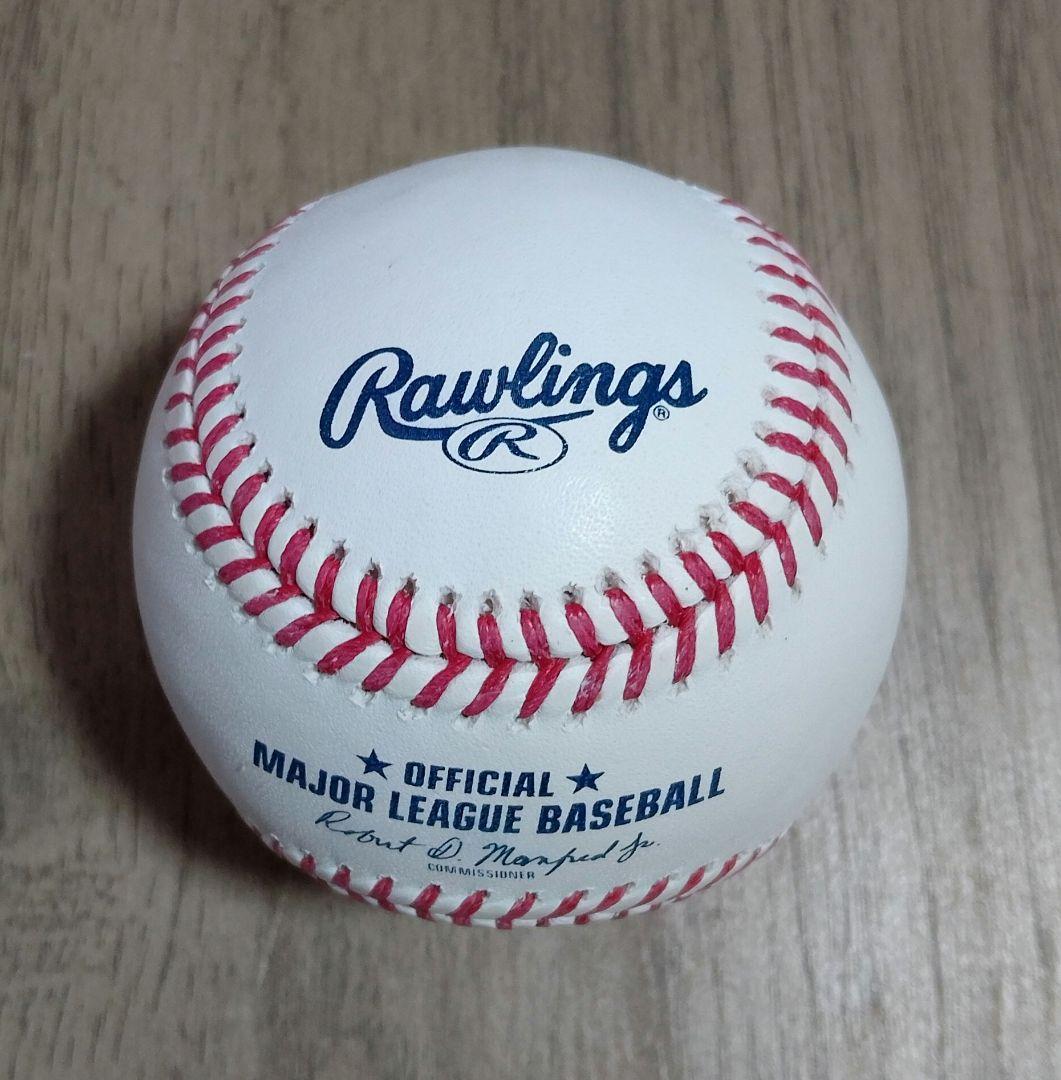 Rawlings ®
R
★ OFFICIAL ★
MAJOR LEAGUE BASEBALL
Robert D. Manfred Jr.
COMMISSIONER